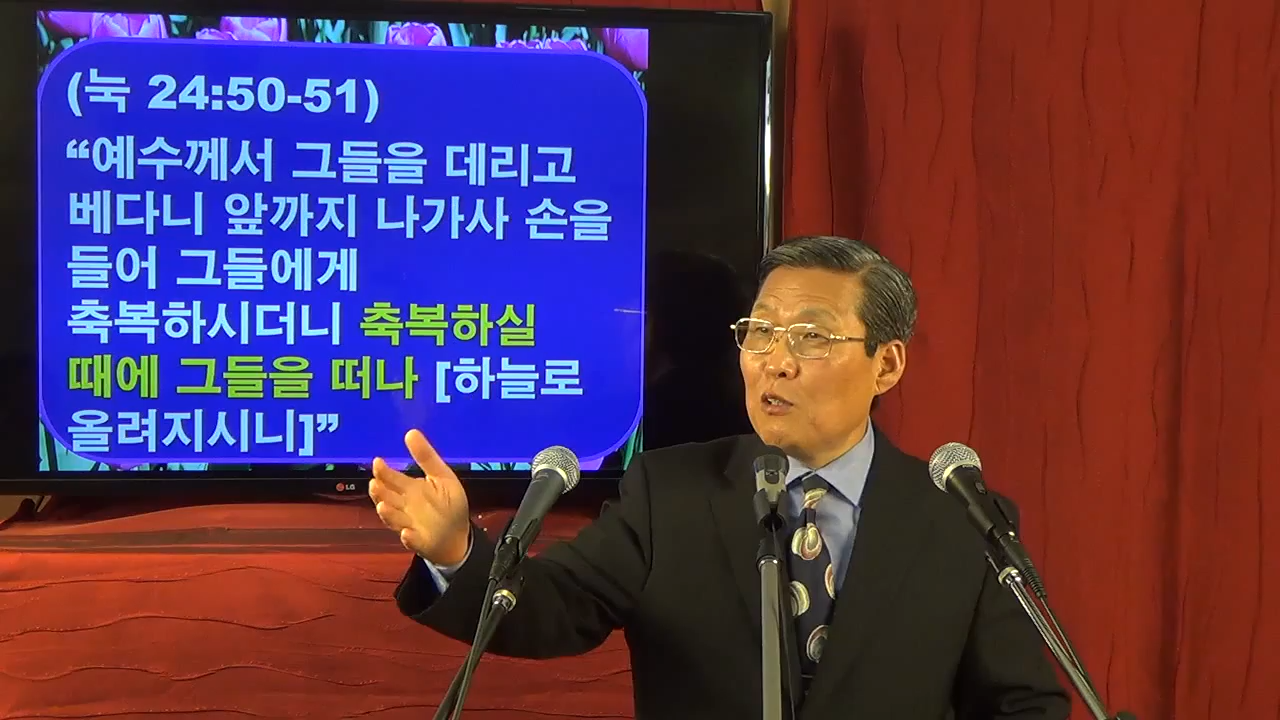 (눅 24:50-51)
“예수께서 그들을 데리고
베다니 앞까지 나가사 손을
들어 그들에게
축복하시더니 축복하실
때에 그들을 떠나 [하늘로
올려지시니]”
LG